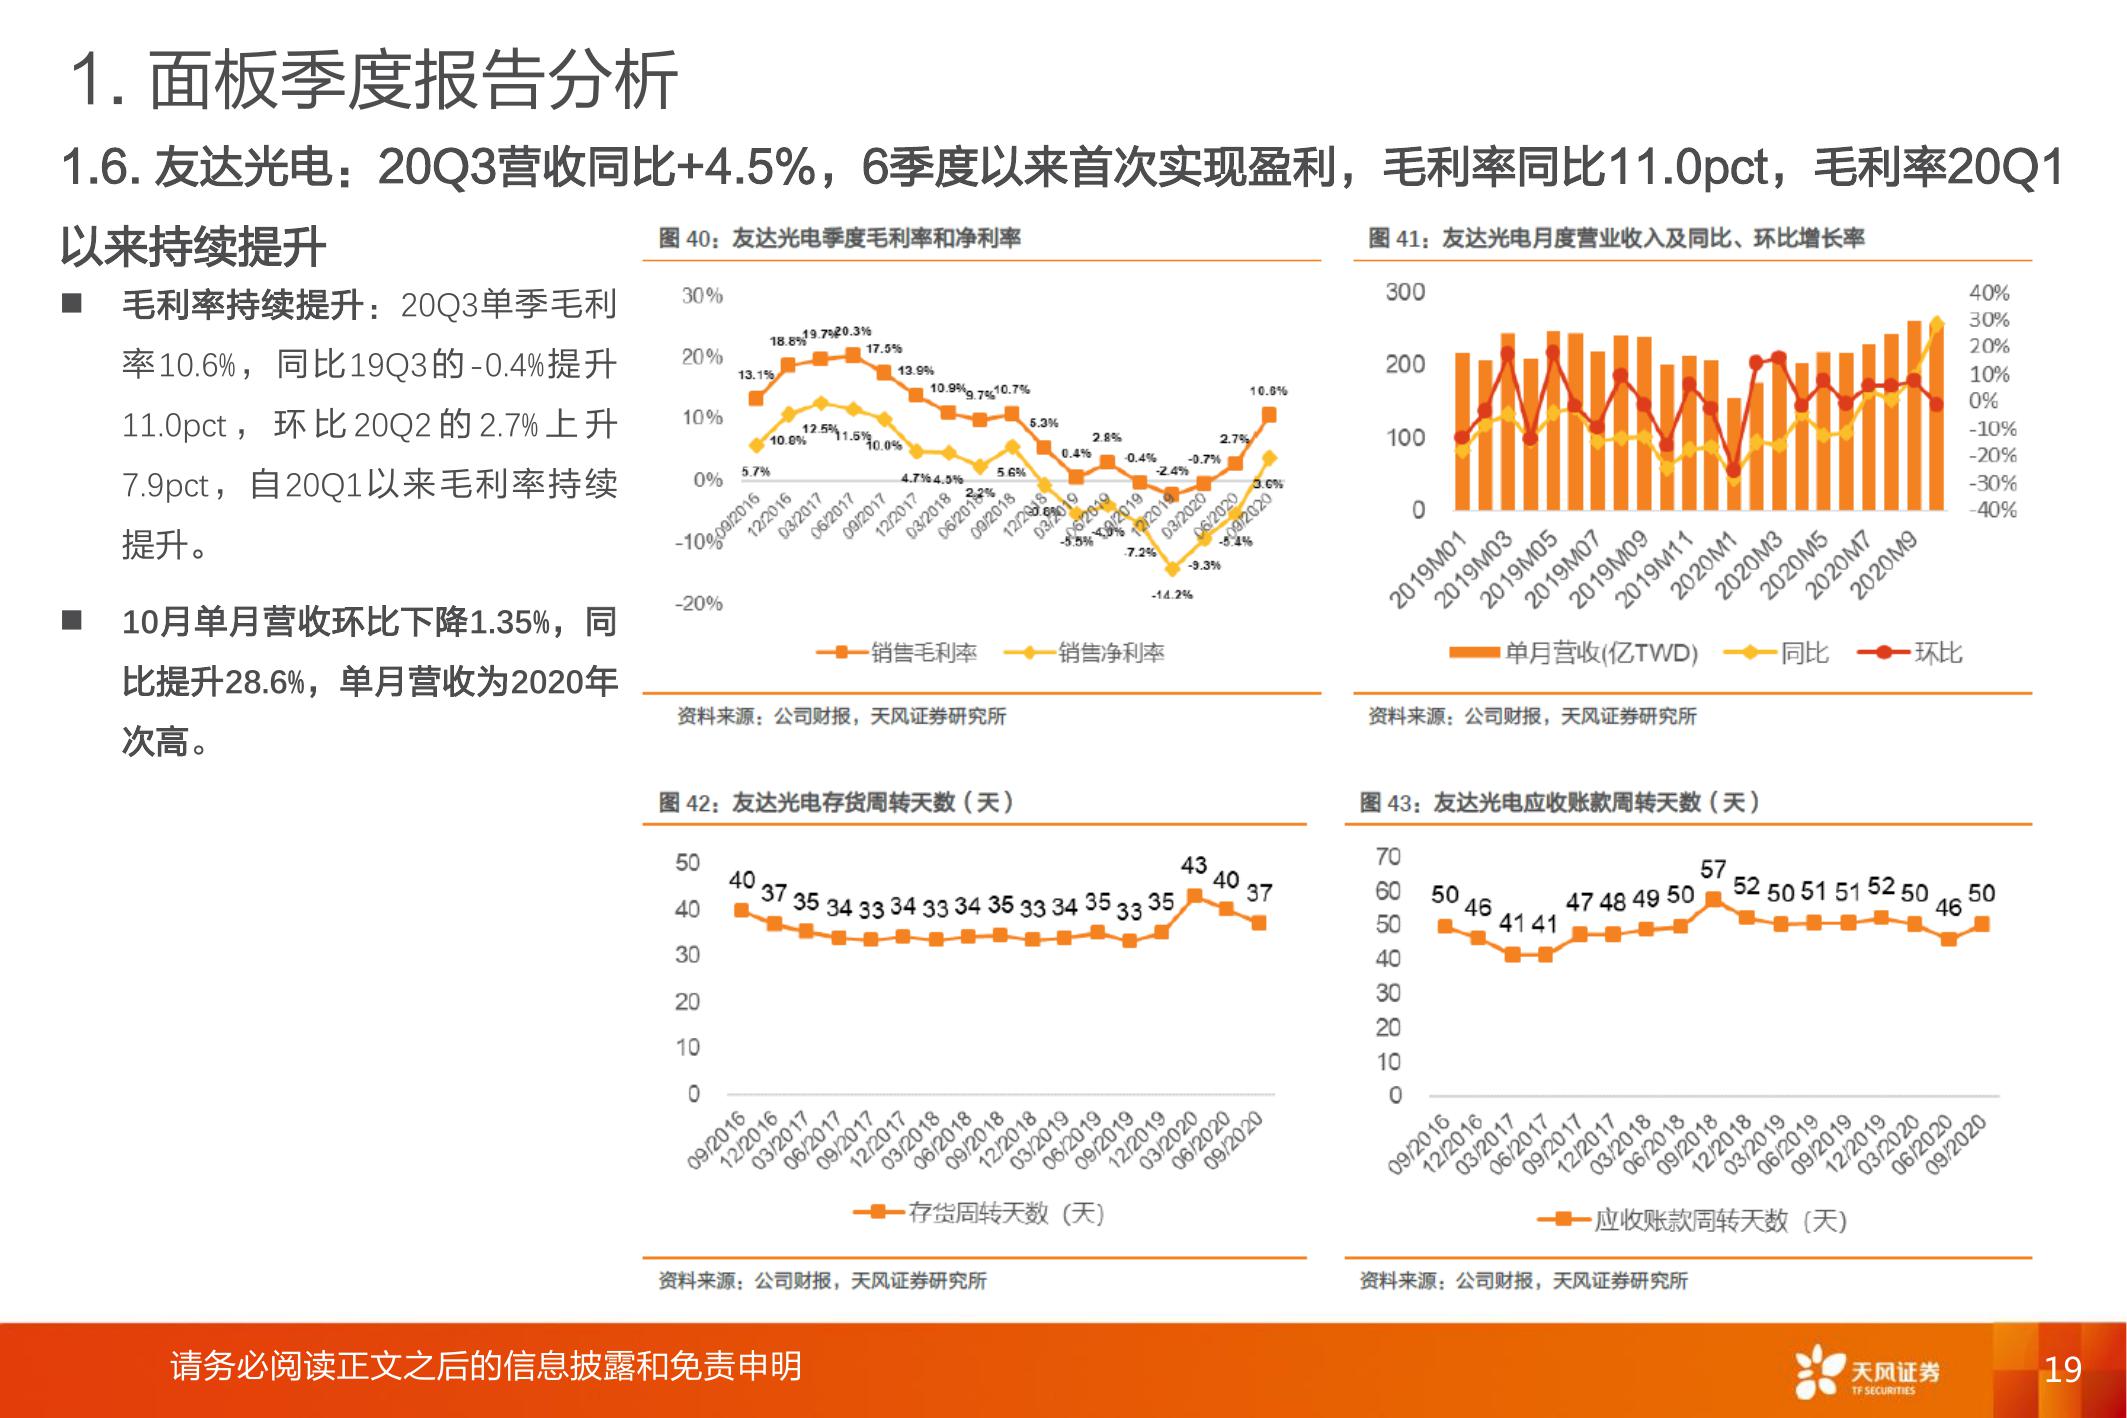 1. 面板季度报告分析
1.6. 友达光电：20Q3营收同比+4.5%，6季度以来首次实现盈利，毛利率同比11.0pct，毛利率20Q1
以来持续提升
■ 毛利率持续提升：20Q3单季毛利
率10.6%，同比19Q3的-0.4%提升
11.0pct，环比20Q2的2.7%上升
7.9pct，自20Q1以来毛利率持续
提升。
■ 10月单月营收环比下降1.35%，同
比提升28.6%，单月营收为2020年
次高。
图 40：友达光电季度毛利率和净利率
30%
20%
10%
0%
-10%
-20%
13.1% 18.8% 19.7% 20.3% 17.5% 13.9% 10.9% 9.7% 10.7% 5.3% 0.4% 2.8% -0.4% -2.4% -0.7% 2.7% 10.6%
5.7% 10.8% 12.5% 11.5% 10.0% 4.7% 4.5% 2.2% 5.6% -0.8% -5.5% -4.0% -7.2% -14.2% -9.3% -5.4% 3.6%
09/2016 12/2016 03/2017 06/2017 09/2017 12/2017 03/2018 06/2018 09/2018 12/2018 03/2019 06/2019 09/2019 12/2019 03/2020 06/2020 09/2020
销售毛利率 销售净利率
资料来源：公司财报，天风证券研究所
图 41：友达光电月度营业收入及同比、环比增长率
300
200
100
0
40%
30%
20%
10%
0%
-10%
-20%
-30%
-40%
2019M01 2019M03 2019M05 2019M07 2019M09 2019M11 2020M1 2020M3 2020M5 2020M7 2020M9
单月营收(亿TWD) 同比 环比
资料来源：公司财报，天风证券研究所
图 42：友达光电存货周转天数（天）
50
40
30
20
10
0
40 37 35 34 33 34 33 34 35 33 34 35 33 35 43 40 37
09/2016 12/2016 03/2017 06/2017 09/2017 12/2017 03/2018 06/2018 09/2018 12/2018 03/2019 06/2019 09/2019 12/2019 03/2020 06/2020 09/2020
存货周转天数（天）
资料来源：公司财报，天风证券研究所
图 43：友达光电应收账款周转天数（天）
70
60
50
40
30
20
10
0
50 46 41 41 47 48 49 50 57 52 50 51 51 52 50 46 50
09/2016 12/2016 03/2017 06/2017 09/2017 12/2017 03/2018 06/2018 09/2018 12/2018 03/2019 06/2019 09/2019 12/2019 03/2020 06/2020 09/2020
应收账款周转天数（天）
资料来源：公司财报，天风证券研究所
请务必阅读正文之后的信息披露和免责申明
天风证券
TF SECURITIES
19